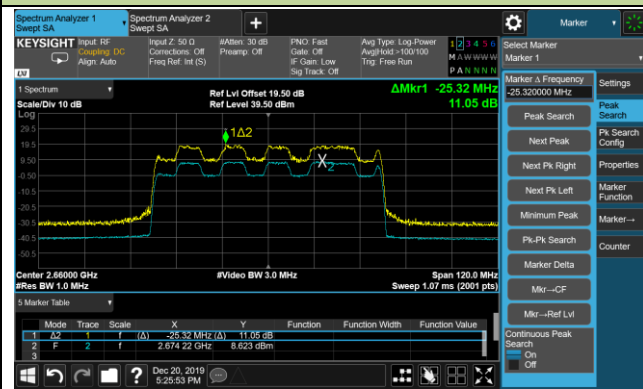 Spectrum Analyzer 1
Swept SA
Spectrum Analyzer 2
Swept SA
+
Marker
KEYSIGHT
Input: RF
Coupling: DC
Align: Auto
Input Z: 50 Ω
Corrections: Off
Freq Ref: Int (S)
#Atten: 30 dB
Preamp: Off
PNO: Fast
Gate: Off
IF Gain: Low
Sig Track: Off
Avg Type: Log-Power
Avg|Hold:>100/100
Trig: Free Run
1 2 3 4 5 6
M A W W W W
P A N N N N
LXI
Select Marker
Marker 1
1 Spectrum
Scale/Div 10 dB
Ref Lvl Offset 19.50 dB
Ref Level 39.50 dBm
ΔMkr1 -25.32 MHz
11.05 dB
Log
29.5
19.5
9.50
-0.50
-10.5
-20.5
-30.5
-40.5
-50.5
1Δ2
X2
Center 2.66000 GHz
#Res BW 1.0 MHz
#Video BW 3.0 MHz
Span 120.0 MHz
Sweep 1.07 ms (2001 pts)
5 Marker Table
Mode Trace Scale X Y Function Function Width Function Value
1 Δ2 1 f (Δ) -25.32 MHz (Δ) 11.05 dB
2 F 2 f 2.674 22 GHz 8.623 dBm
3
Dec 20, 2019
5:25:53 PM
Marker Δ Frequency
-25.320000 MHz
Peak Search
Next Peak
Next Pk Right
Next Pk Left
Minimum Peak
Pk-Pk Search
Marker Delta
Mkr→CF
Mkr→Ref Lvl
Continuous Peak
Search
On
Off
Settings
Peak
Search
Pk Search
Config
Properties
Marker
Function
Marker→
Counter